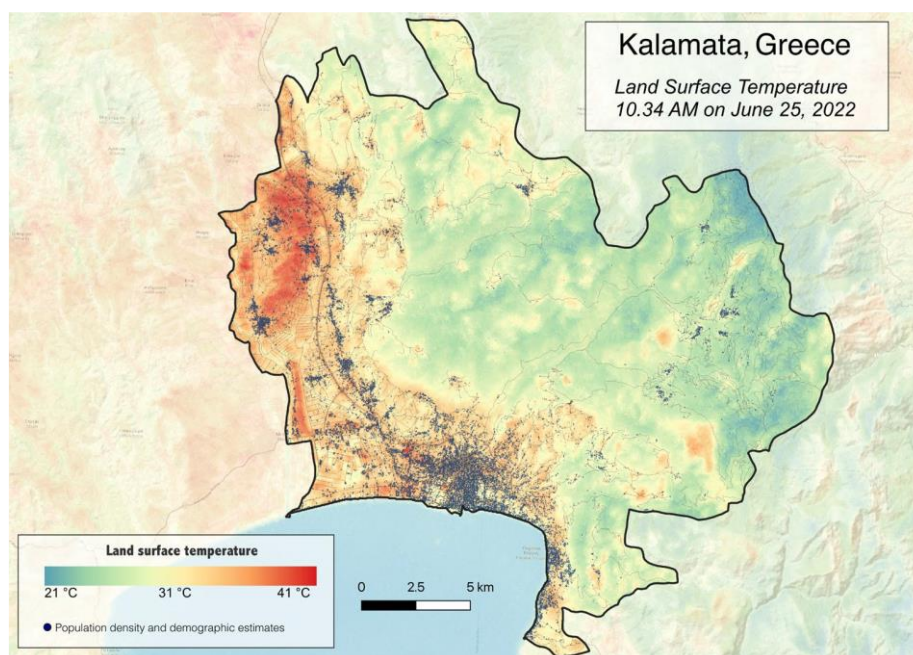 Kalamata, Greece
Land Surface Temperature
10.34 AM on June 25, 2022
Land surface temperature
21 °C 31 °C 41 °C
Population density and demographic estimates
0 2.5 5 km